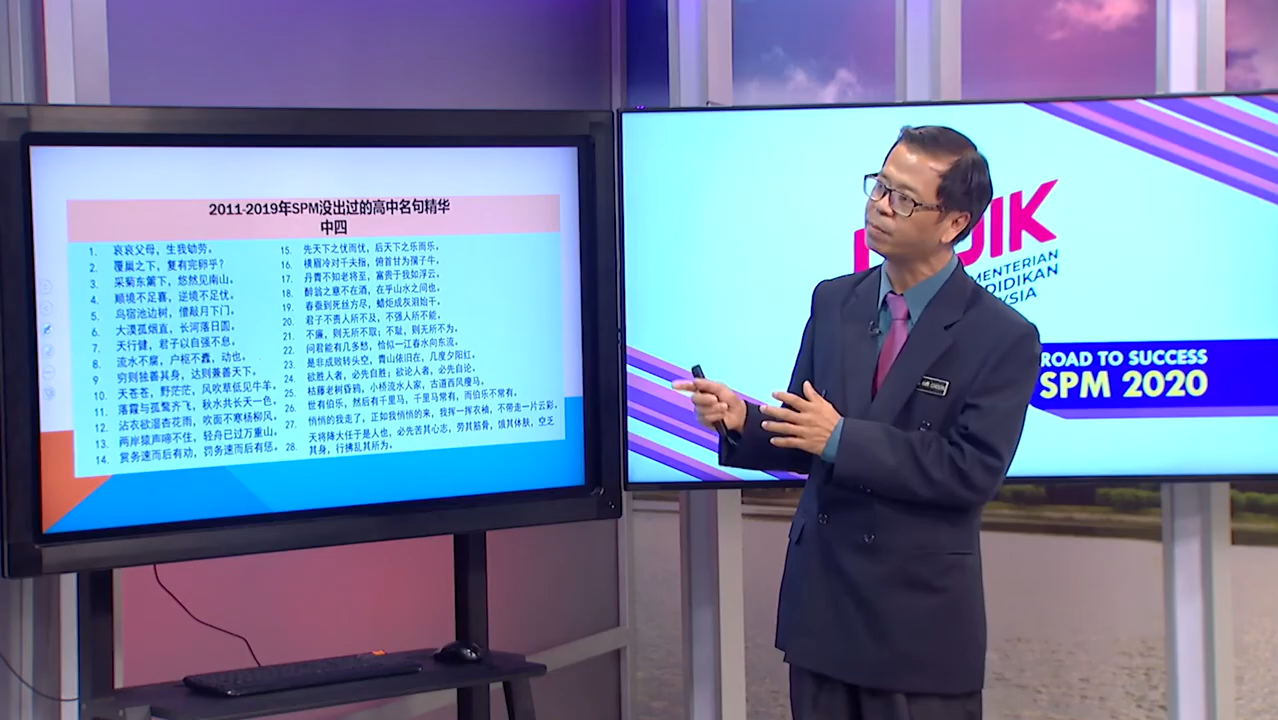 2011-2019年SPM没出过的高中名句精华
中四
1. 哀哀父母，生我劬劳。
2. 覆巢之下，复有完卵乎？
3. 采菊东篱下，悠然见南山。
4. 顺境不足喜，逆境不足忧。
5. 鸟宿池边树，僧敲月下门。
6. 大漠孤烟直，长河落日圆。
7. 天行健，君子以自强不息。
8. 流水不腐，户枢不蠹，动也。
9 穷则独善其身，达则兼善天下。
10. 天苍苍，野茫茫，风吹草低见牛羊。
11. 落霞与孤鹜齐飞，秋水共长天一色。
12. 沾衣欲湿杏花雨，吹面不寒杨柳风。
13. 两岸猿声啼不住，轻舟已过万重山。
14. 赏务速而后有劝，罚务速而后有惩。
15. 先天下之忧而忧，后天下之乐而乐。
16. 横眉冷对千夫指，俯首甘为孺子牛。
17. 丹青不知老将至，富贵于我如浮云。
18. 醉翁之意不在酒，在乎山水之间也。
19. 春蚕到死丝方尽，蜡炬成灰泪始干。
20. 君子不责人所不及，不强人所不能。
21. 不廉，则无所不取；不耻，则无所不为。
22. 问君能有几多愁，恰似一江春水向东流。
23. 是非成败转头空，青山依旧在，几度夕阳红。
24. 欲胜人者，必先自胜；欲论人者，必先自论。
25. 枯藤老树昏鸦，小桥流水人家，古道西风瘦马。
26. 世有伯乐，然后有千里马，千里马常有，而伯乐不常有。
27. 悄悄的我走了，正如我悄悄的来，我挥一挥衣袖，不带走一片云彩。
28. 天将降大任于是人也，必先苦其心志，劳其筋骨，饿其体肤，空乏
其身，行拂乱其所为。
ROAD TO SUCCESS
SPM 2020